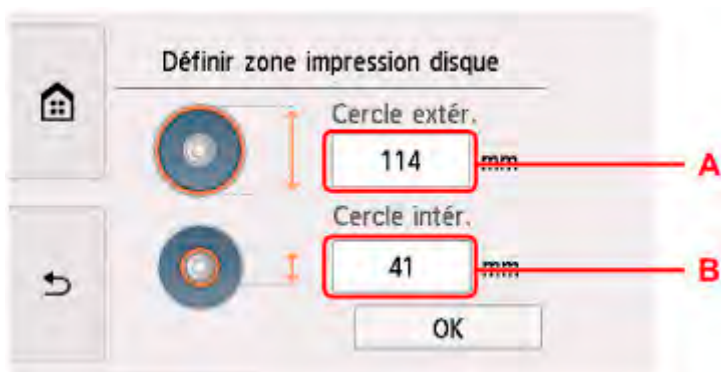 Définir zone impression disque
Cercle extér.
114 mm
A
Cercle intér.
41 mm
B
OK